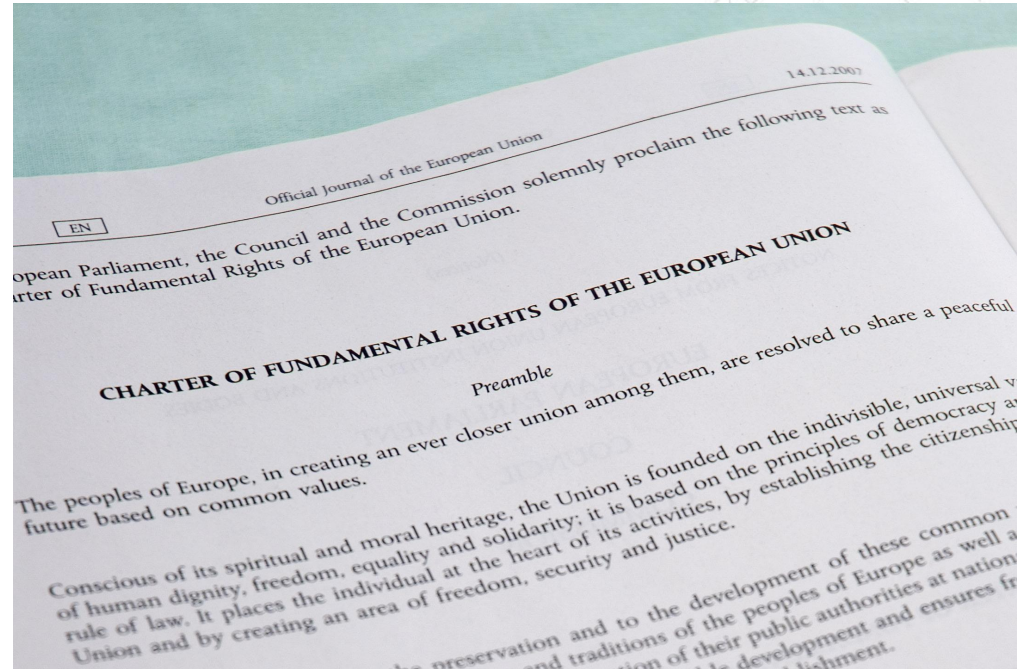 14.12.2007
Official Journal of the European Union
EN
opean Parliament, the Council and the Commission solemnly proclaim the following text as
rter of Fundamental Rights of the European Union.
CHARTER OF FUNDAMENTAL RIGHTS OF THE EUROPEAN UNION
Preamble
The peoples of Europe, in creating an ever closer union among them, are resolved to share a peaceful
future based on common values.
Conscious of its spiritual and moral heritage, the Union is founded on the indivisible, universal v
of human dignity, freedom, equality and solidarity; it is based on the principles of democracy a
rule of law. It places the individual at the heart of its activities, by establishing the citizenship
Union and by creating an area of freedom, security and justice.
preservation and to the development of these common
and traditions of the peoples of Europe as well a
tion of their public authorities at nation
development and ensures fr
lishment.